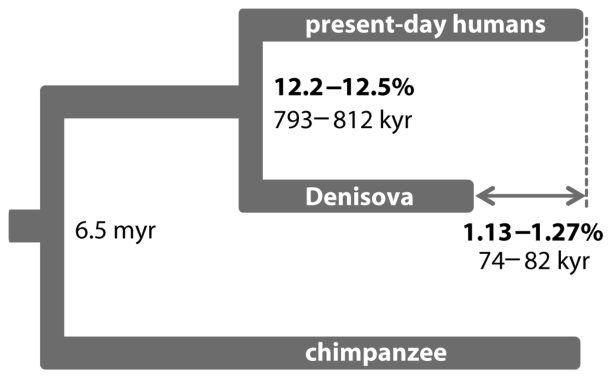 present-day humans
12.2–12.5%
793–812 kyr
Denisova
6.5 myr
1.13–1.27%
74–82 kyr
chimpanzee